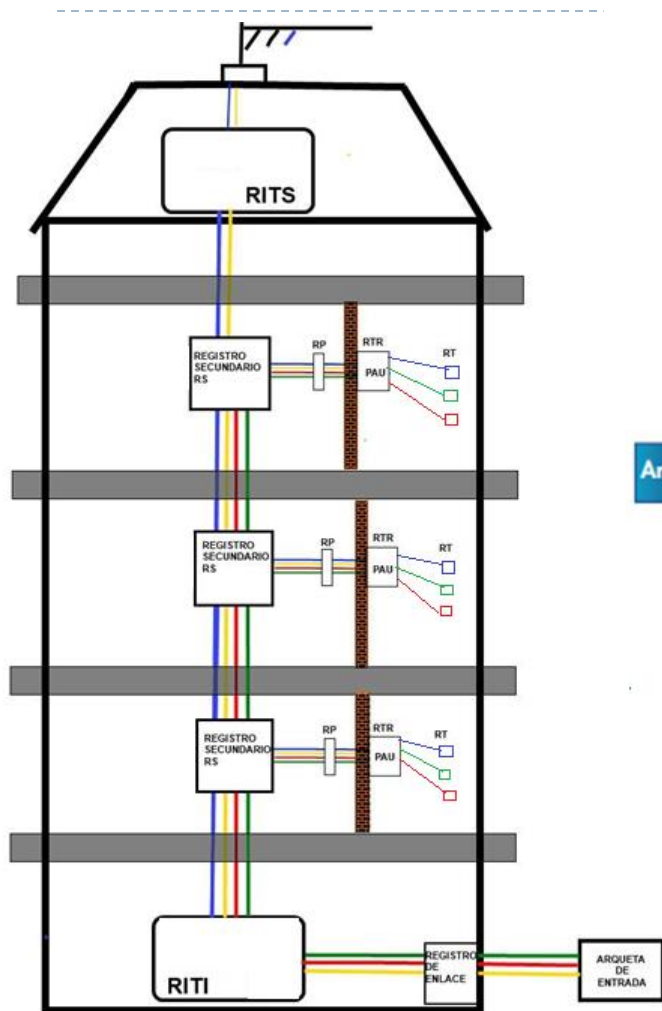 RITS
REGISTRO
SECUNDARIO
RS
RP
RTR
PAU
RT
REGISTRO
SECUNDARIO
RS
RP
RTR
PAU
RT
REGISTRO
SECUNDARIO
RS
RP
RTR
PAU
RT
RITI
REGISTRO
DE
ENLACE
ARQUETA
DE
ENTRADA